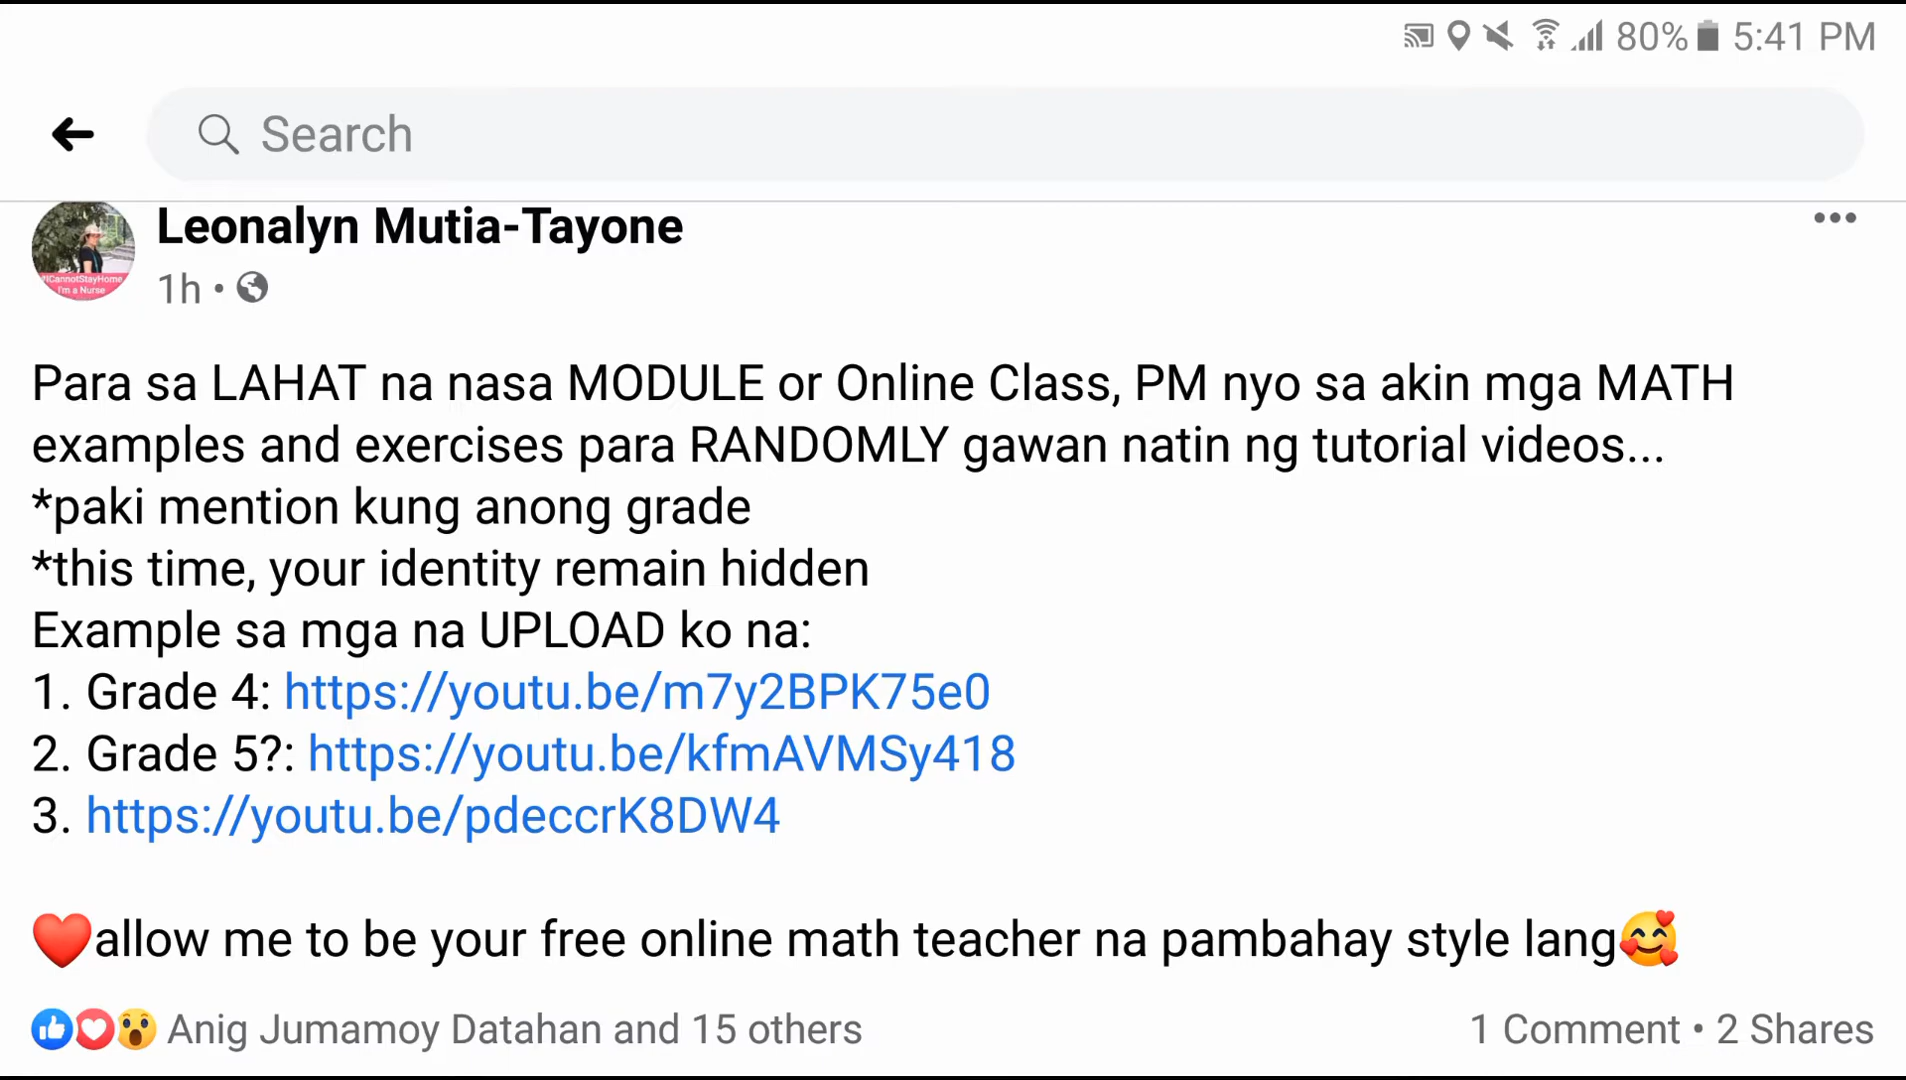 80% 5:41 PM
Search
Leonalyn Mutia-Tayone
#ICannotStayHome
I'm a Nurse
1h •
Para sa LAHAT na nasa MODULE or Online Class, PM nyo sa akin mga MATH
examples and exercises para RANDOMLY gawan natin ng tutorial videos...
*paki mention kung anong grade
*this time, your identity remain hidden
Example sa mga na UPLOAD ko na:
1. Grade 4: https://youtu.be/m7y2BPK75e0
2. Grade 5?: https://youtu.be/kfmAVMSy418
3. https://youtu.be/pdeccrK8DW4
❤️allow me to be your free online math teacher na pambahay style lang🥰
Anig Jumamoy Datahan and 15 others 1 Comment • 2 Shares